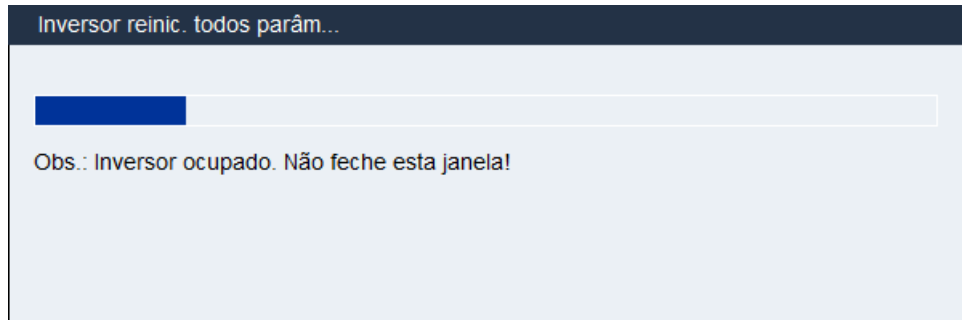 Inversor reinic. todos parâm...
Obs.: Inversor ocupado. Não feche esta janela!